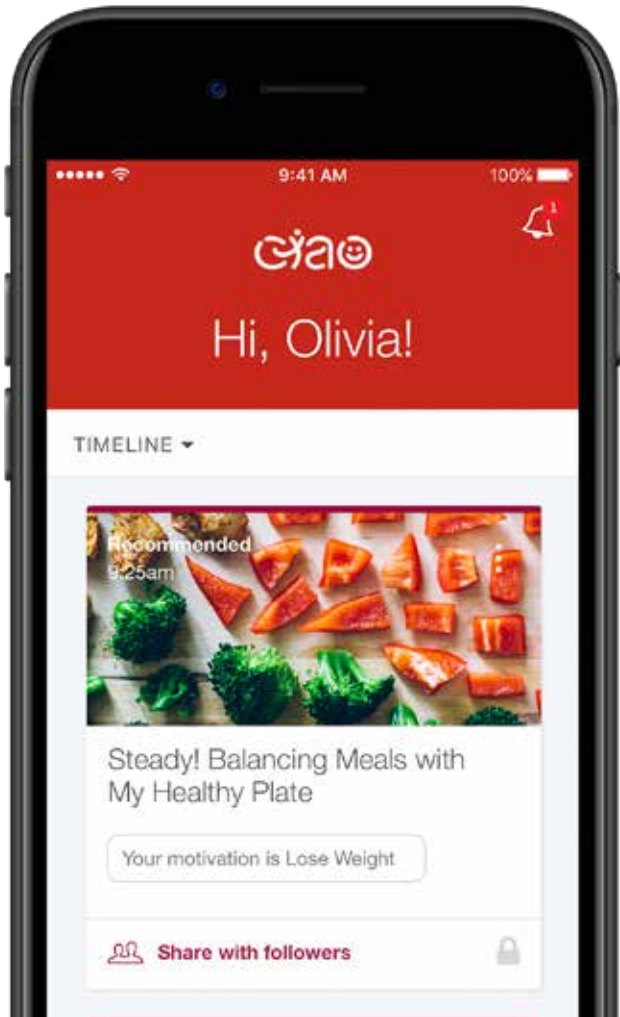 9:41 AM
100%
1
ciao
Hi, Olivia!
TIMELINE
Recommended
9:25am
Steady! Balancing Meals with
My Healthy Plate
Your motivation is Lose Weight
Share with followers